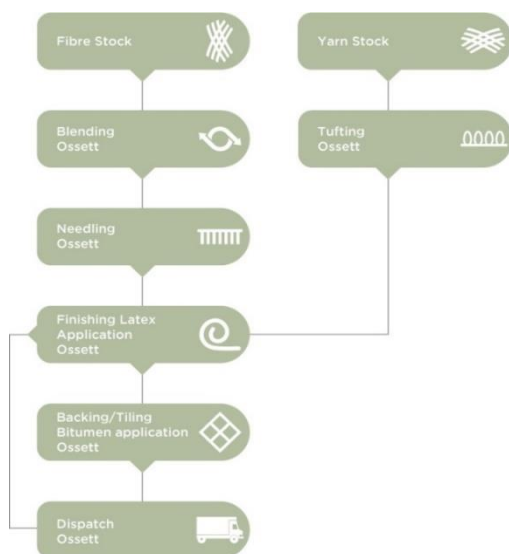 Fibre Stock
Yarn Stock
Blending
Ossett
Tufting
Ossett
Needling
Ossett
Finishing Latex
Application
Ossett
Backing/Tiling
Bitumen application
Ossett
Dispatch
Ossett